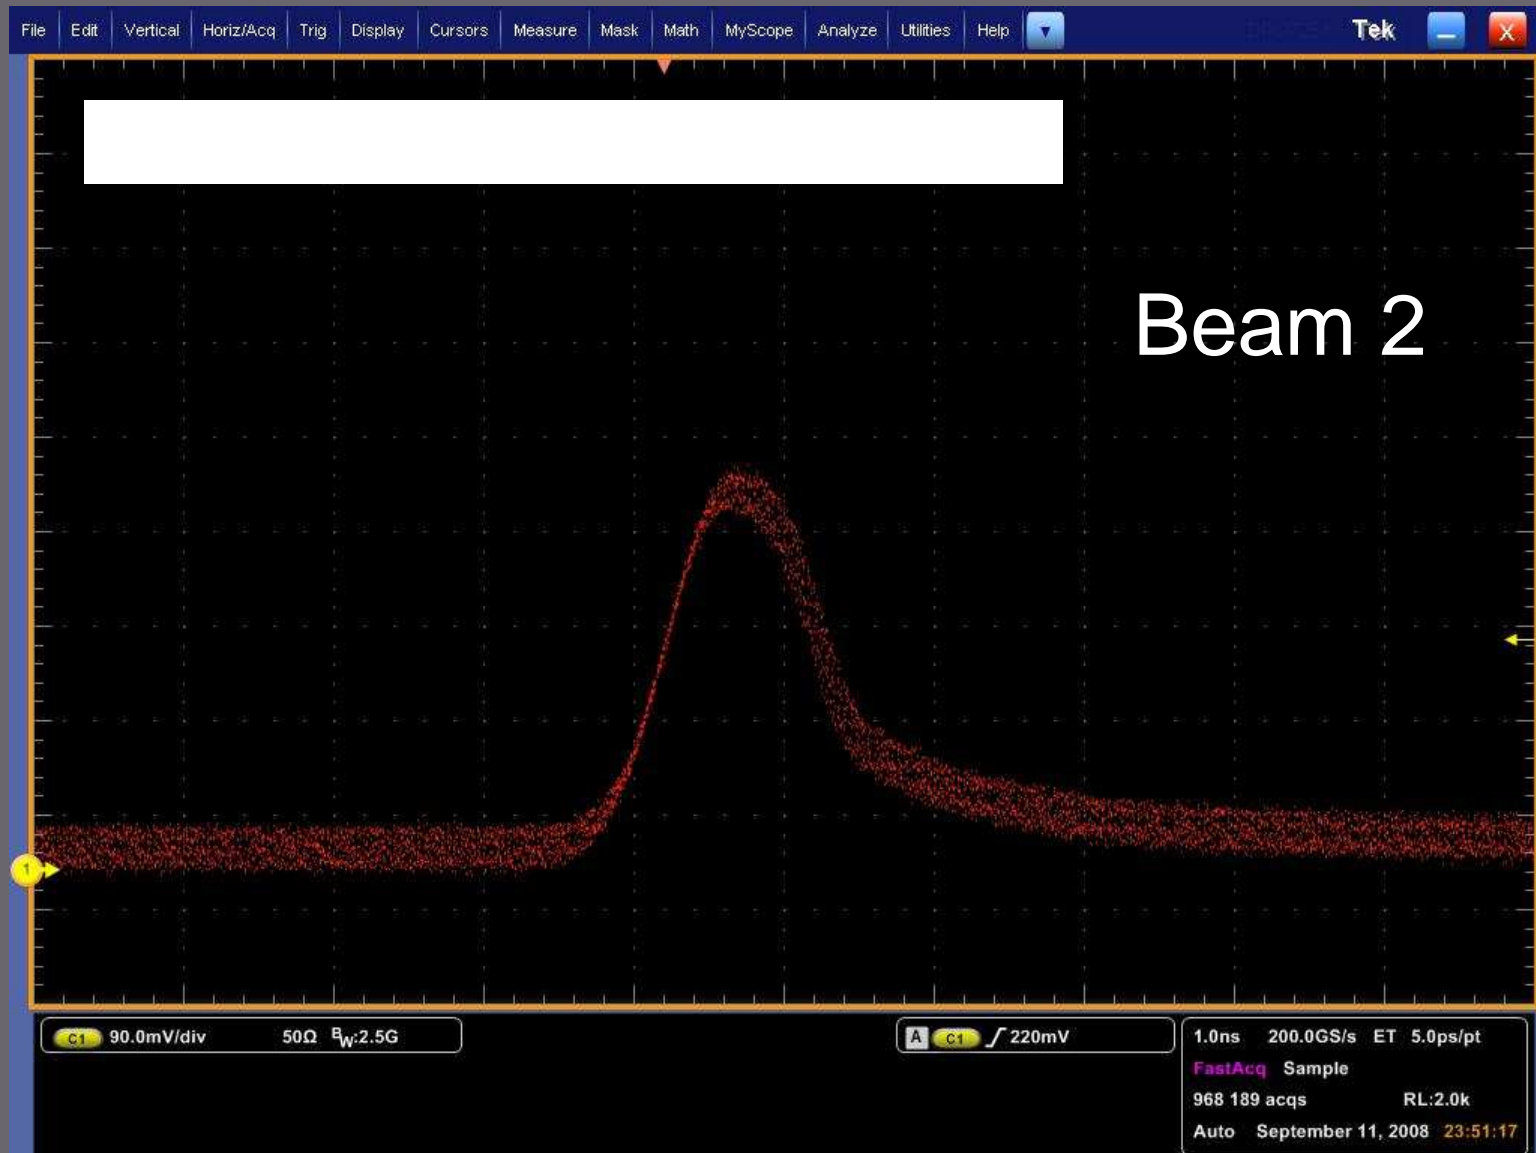 File Edit Vertical Horiz/Acq Trig Display Cursors Measure Mask Math MyScope Analyze Utilities Help Tek X
Beam 2
1
C1 90.0mV/div 50Ω BW:2.5G
A C1 220mV
1.0ns 200.0GS/s ET 5.0ps/pt
FastAcq Sample
968 189 acqs RL:2.0k
Auto September 11, 2008 23:51:17